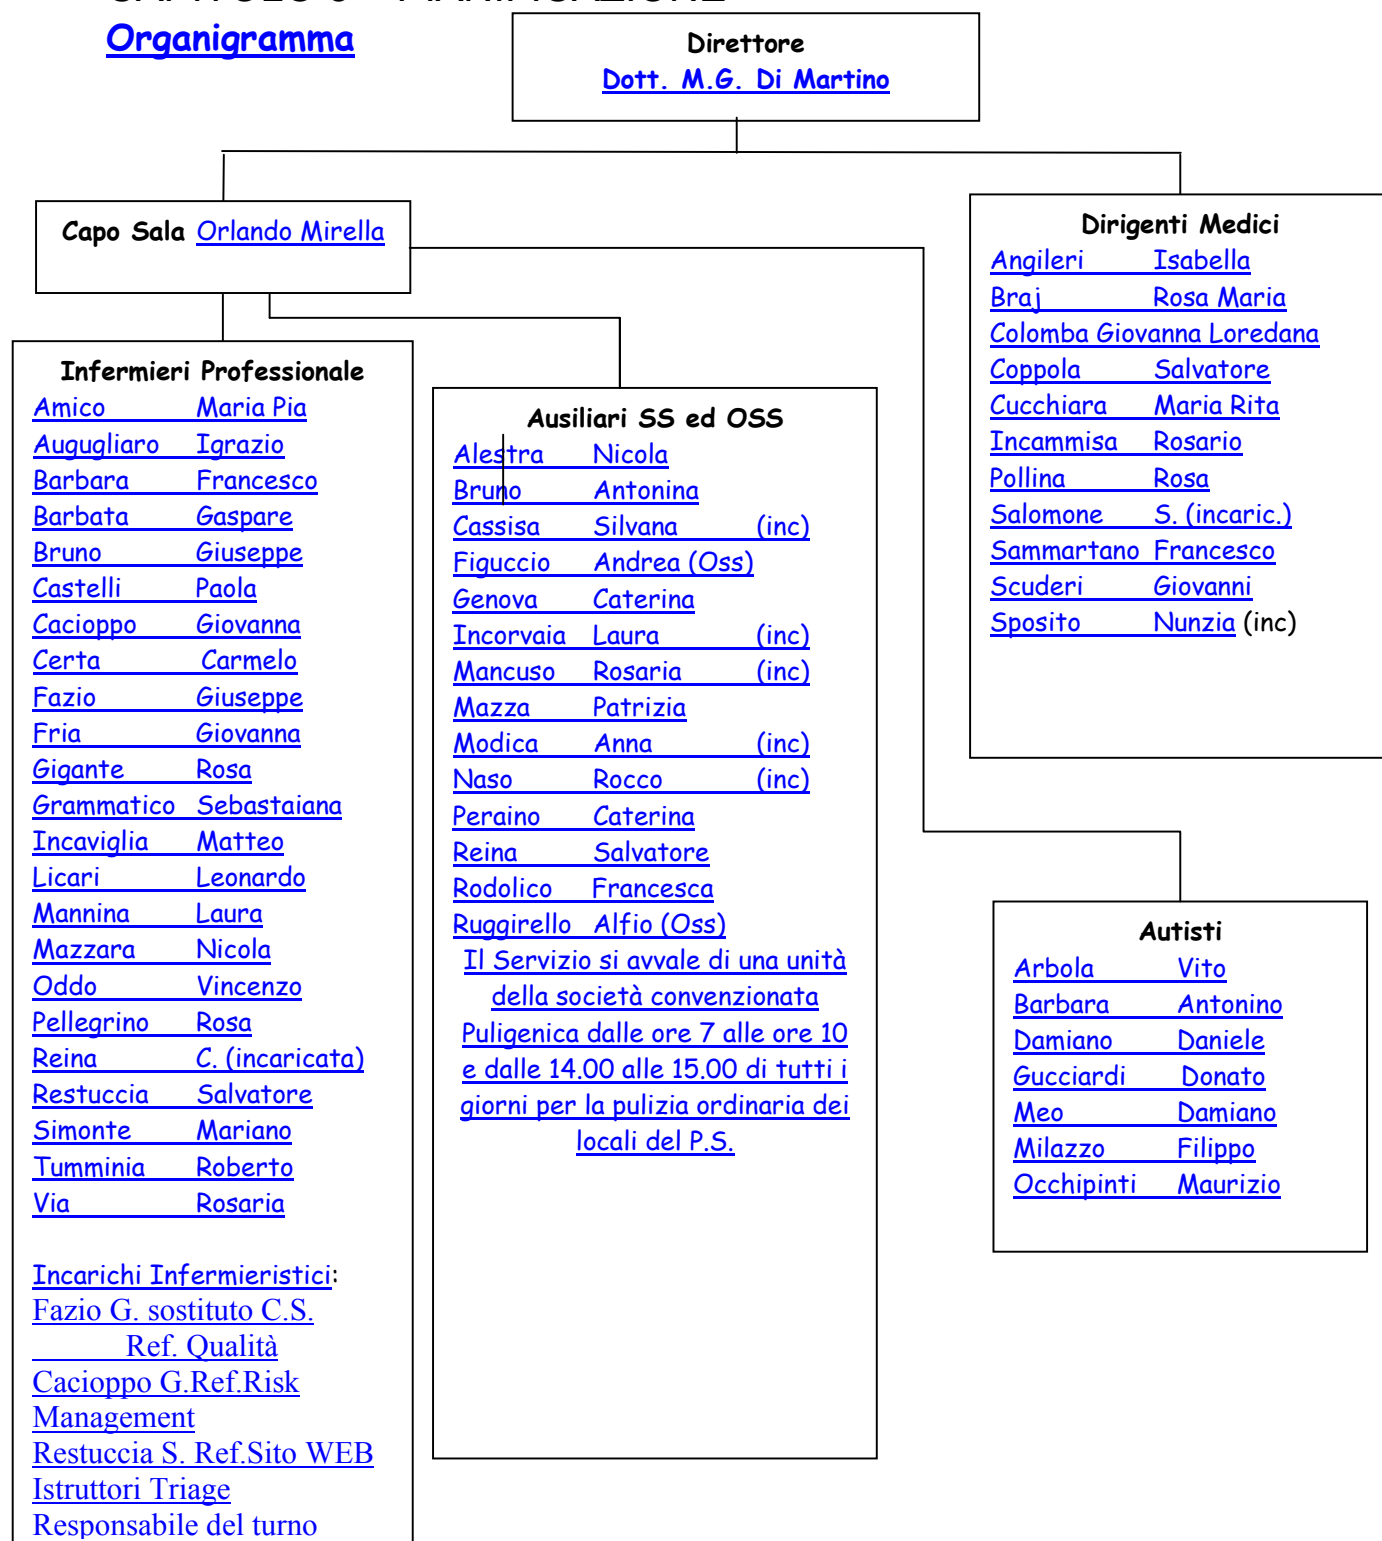 Organigramma
Direttore
Dott. M.G. Di Martino
Capo Sala Orlando Mirella
Dirigenti Medici
Angileri Isabella
Braj Rosa Maria
Colomba Giovanna Loredana
Coppola Salvatore
Cucchiara Maria Rita
Incammisa Rosario
Pollina Rosa
Salomone S. (incaric.)
Sammartano Francesco
Scuderi Giovanni
Sposito Nunzia (inc)
Infermieri Professionale
Amico Maria Pia
Augugliaro Igrazio
Barbara Francesco
Barbata Gaspare
Bruno Giuseppe
Castelli Paola
Cacioppo Giovanna
Certa Carmelo
Fazio Giuseppe
Fria Giovanna
Gigante Rosa
Grammatico Sebastaiana
Incaviglia Matteo
Licari Leonardo
Mannina Laura
Mazzara Nicola
Oddo Vincenzo
Pellegrino Rosa
Reina C. (incaricata)
Restuccia Salvatore
Simonte Mariano
Tumminia Roberto
Via Rosaria
Incarichi Infermieristici:
Fazio G. sostituto C.S.
Ref. Qualità
Cacioppo G.Ref.Risk
Management
Restuccia S. Ref.Sito WEB
Istruttori Triage
Responsabile del turno
Ausiliari SS ed OSS
Alestra Nicola
Bruno Antonina
Cassisa Silvana (inc)
Figuccio Andrea (Oss)
Genova Caterina
Incorvaia Laura (inc)
Mancuso Rosaria (inc)
Mazza Patrizia
Modica Anna (inc)
Naso Rocco (inc)
Peraino Caterina
Reina Salvatore
Rodolico Francesca
Ruggirello Alfio (Oss)
Il Servizio si avvale di una unità
della società convenzionata
Puligenica dalle ore 7 alle ore 10
e dalle 14.00 alle 15.00 di tutti i
giorni per la pulizia ordinaria dei
locali del P.S.
Autisti
Arbola Vito
Barbara Antonino
Damiano Daniele
Gucciardi Donato
Meo Damiano
Milazzo Filippo
Occhipinti Maurizio